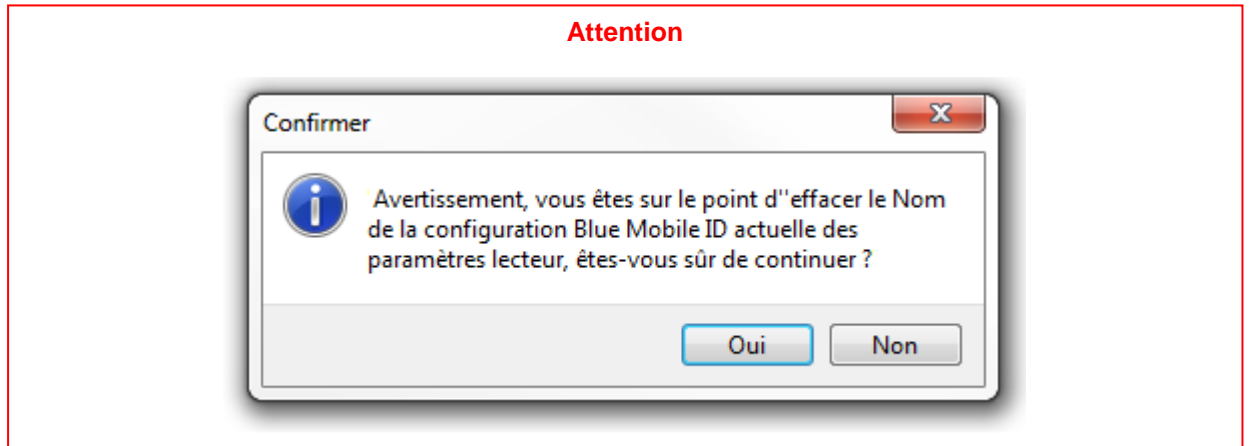 Attention
Confirmer
Avertissement, vous êtes sur le point d''effacer le Nom
de la configuration Blue Mobile ID actuelle des
paramètres lecteur, êtes-vous sûr de continuer ?
Oui Non